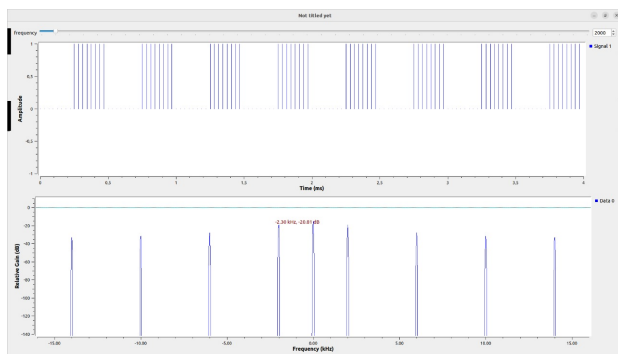 Not titled yet
frequency
2000
Signal 1
1
0,5
0
-0,5
-1
Amplitude
0 0,5 1 1,5 2 2,5 3 3,5 4
Time (ms)
Data 0
-2.36 kHz, -20.81 dB
0
-20
-40
-60
-80
-100
-120
-140
Relative Gain (dB)
-15.00 -10.00 -5.00 0.00 5.00 10.00 15.00
Frequency (kHz)